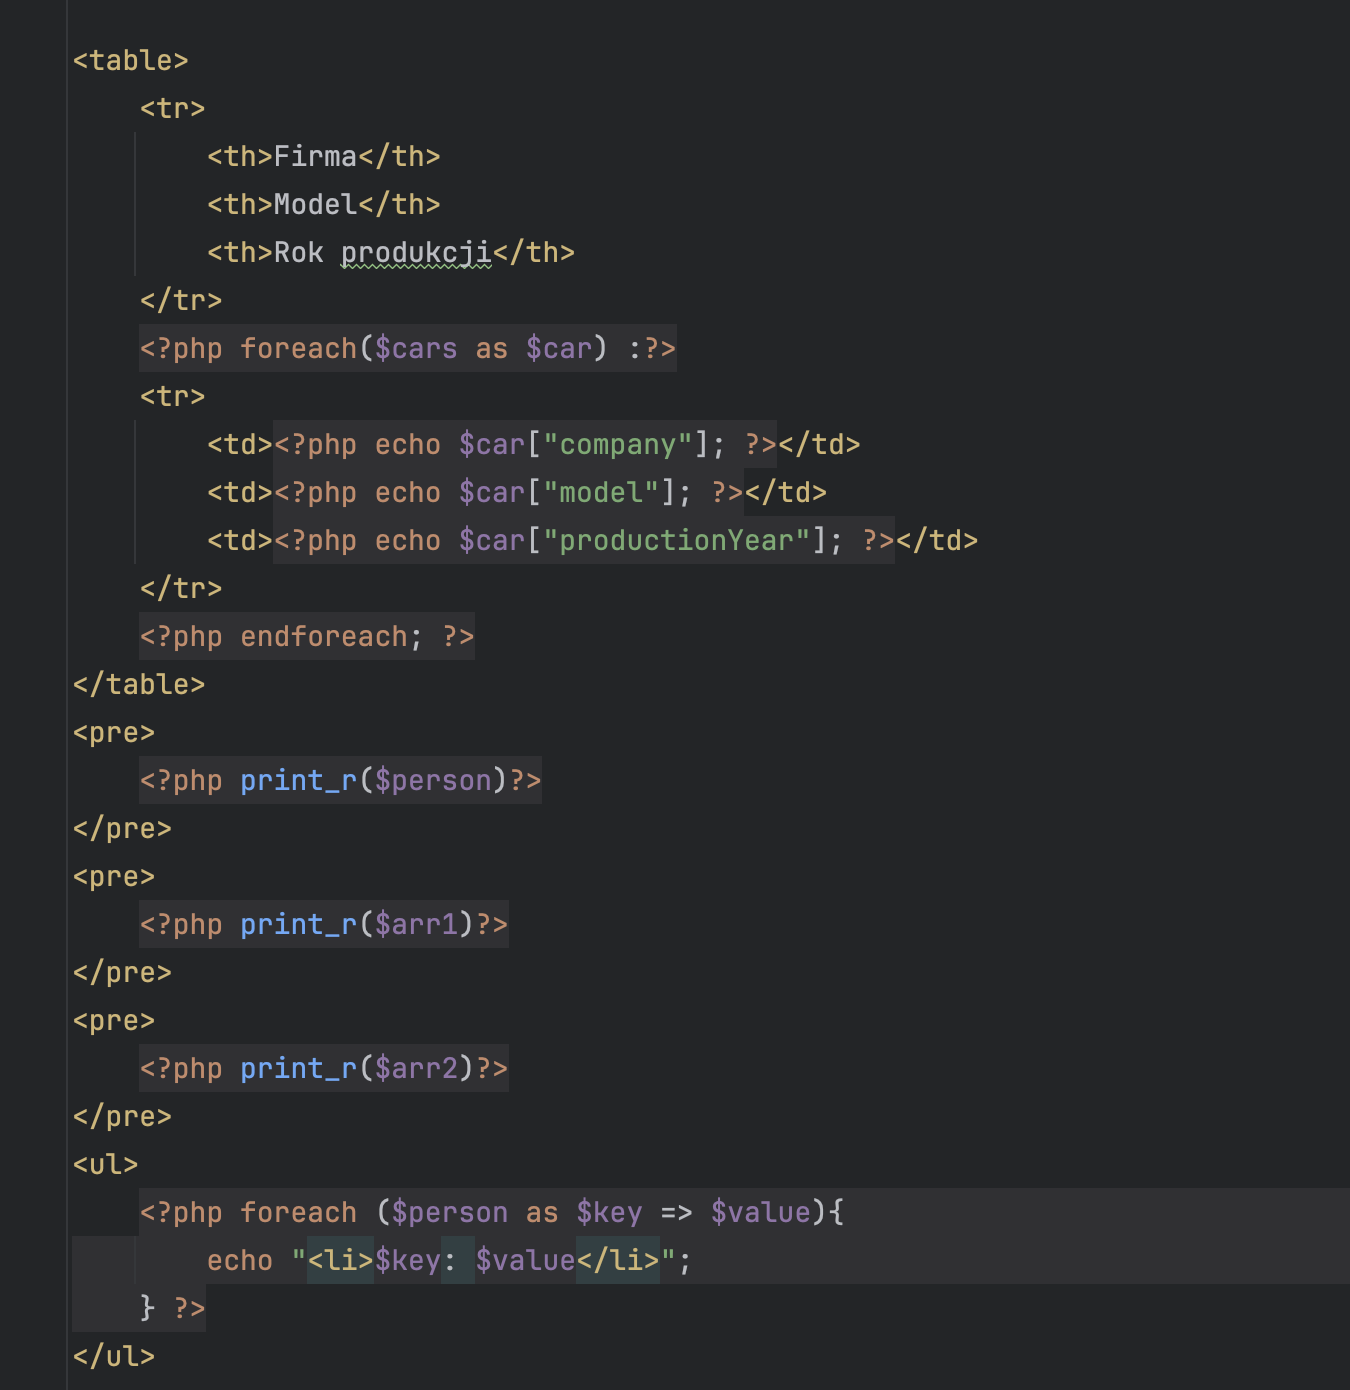 <table>
    <tr>
        <th>Firma</th>
        <th>Model</th>
        <th>Rok produkcji</th>
    </tr>
    <?php foreach($cars as $car) :?>
    <tr>
        <td><?php echo $car["company"]; ?></td>
        <td><?php echo $car["model"]; ?></td>
        <td><?php echo $car["productionYear"]; ?></td>
    </tr>
    <?php endforeach; ?>
</table>
<pre>
    <?php print_r($person)?>
</pre>
<pre>
    <?php print_r($arr1)?>
</pre>
<pre>
    <?php print_r($arr2)?>
</pre>
<ul>
    <?php foreach ($person as $key => $value){
        echo "<li>$key: $value</li>";
    } ?>
</ul>